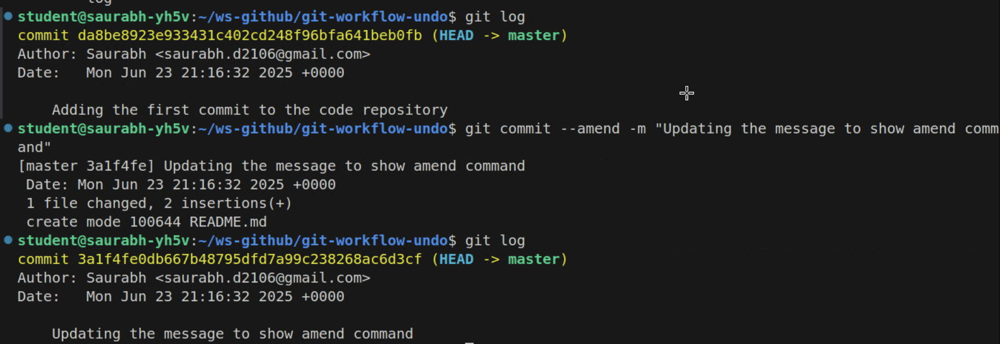 log
student@saurabh-yh5v:~/ws-github/git-workflow-undo$ git log
commit da8be8923e933431c402cd248f96bfa641beb0fb (HEAD -> master)
Author: Saurabh <saurabh.d2106@gmail.com>
Date:   Mon Jun 23 21:16:32 2025 +0000
    Adding the first commit to the code repository
student@saurabh-yh5v:~/ws-github/git-workflow-undo$ git commit --amend -m "Updating the message to show amend comm
and"
[master 3a1f4fe] Updating the message to show amend command
 Date: Mon Jun 23 21:16:32 2025 +0000
 1 file changed, 2 insertions(+)
 create mode 100644 README.md
student@saurabh-yh5v:~/ws-github/git-workflow-undo$ git log
commit 3a1f4fe0db667b48795dfd7a99c238268ac6d3cf (HEAD -> master)
Author: Saurabh <saurabh.d2106@gmail.com>
Date:   Mon Jun 23 21:16:32 2025 +0000
    Updating the message to show amend command